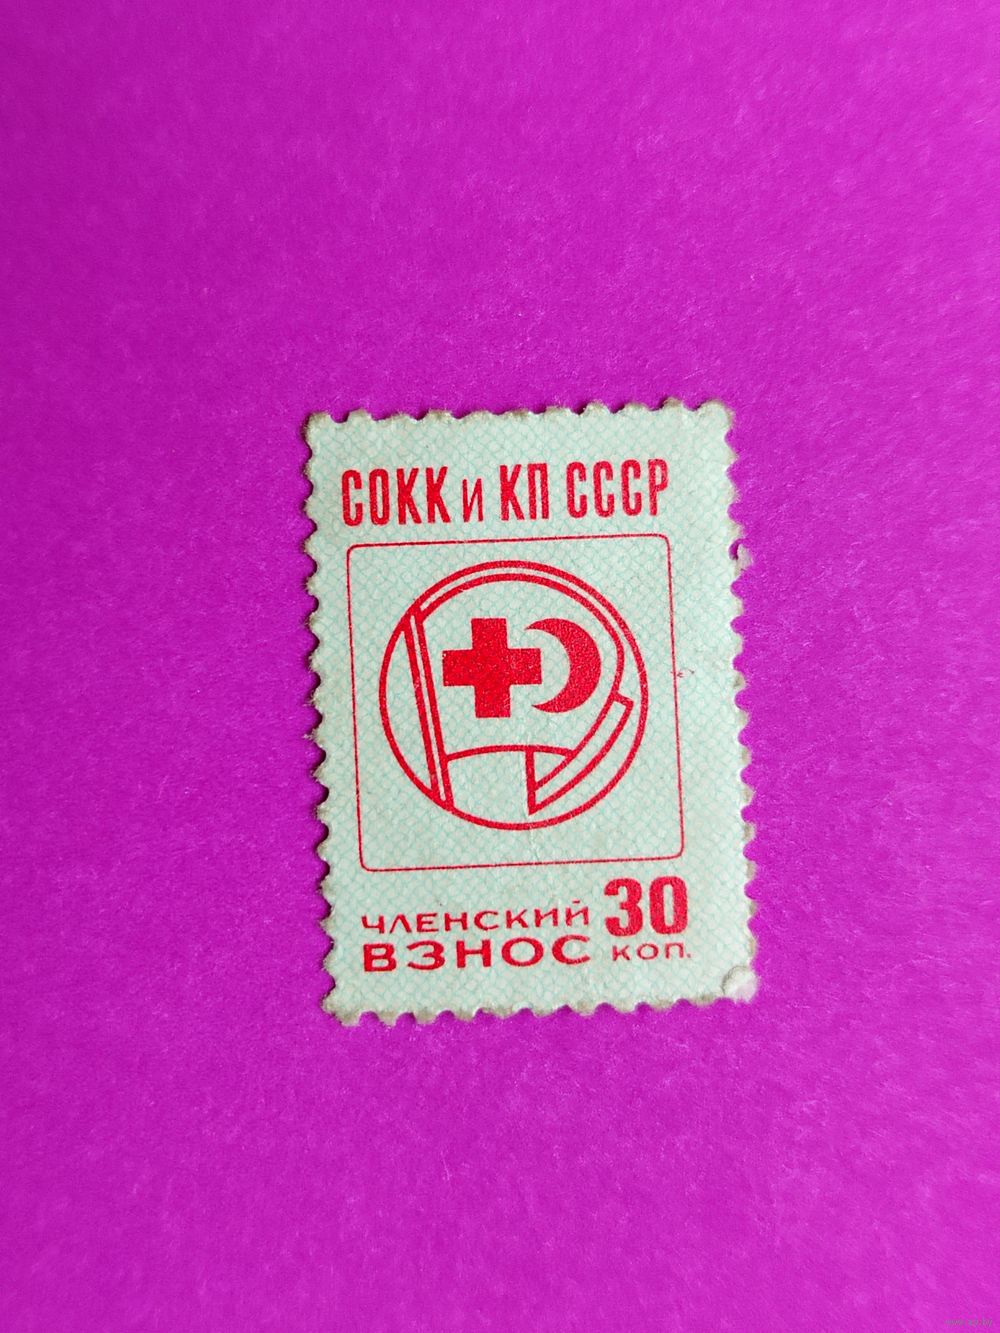 СОКК и КП СССР
ЧЛЕНСКИЙ
ВЗНОС
30
КОП.